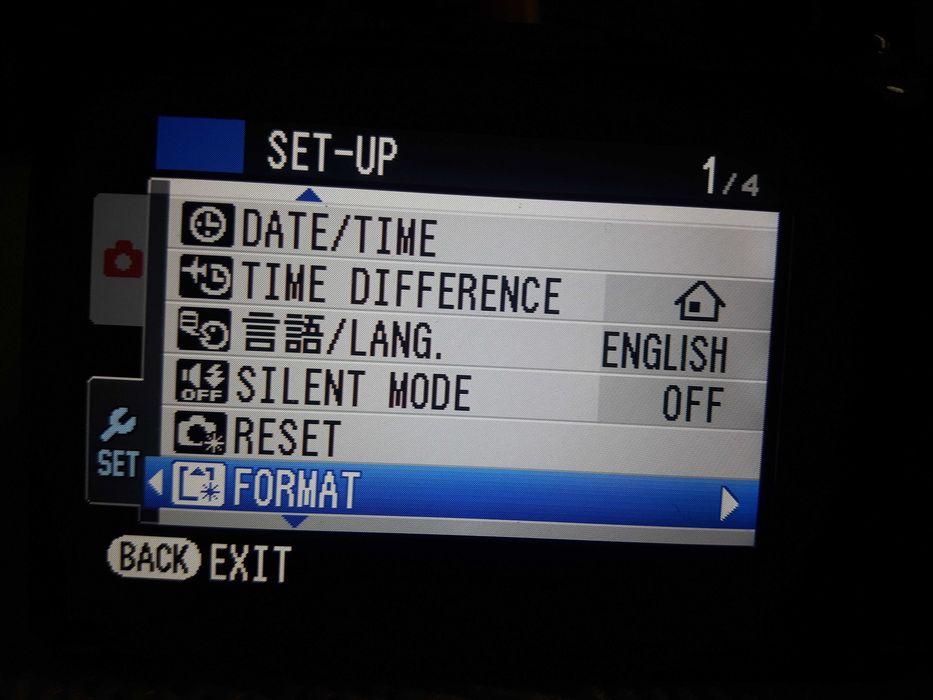 SET-UP
1/4
DATE/TIME
TIME DIFFERENCE
言語/LANG. ENGLISH
OFF SILENT MODE OFF
RESET
SET
FORMAT
BACK EXIT